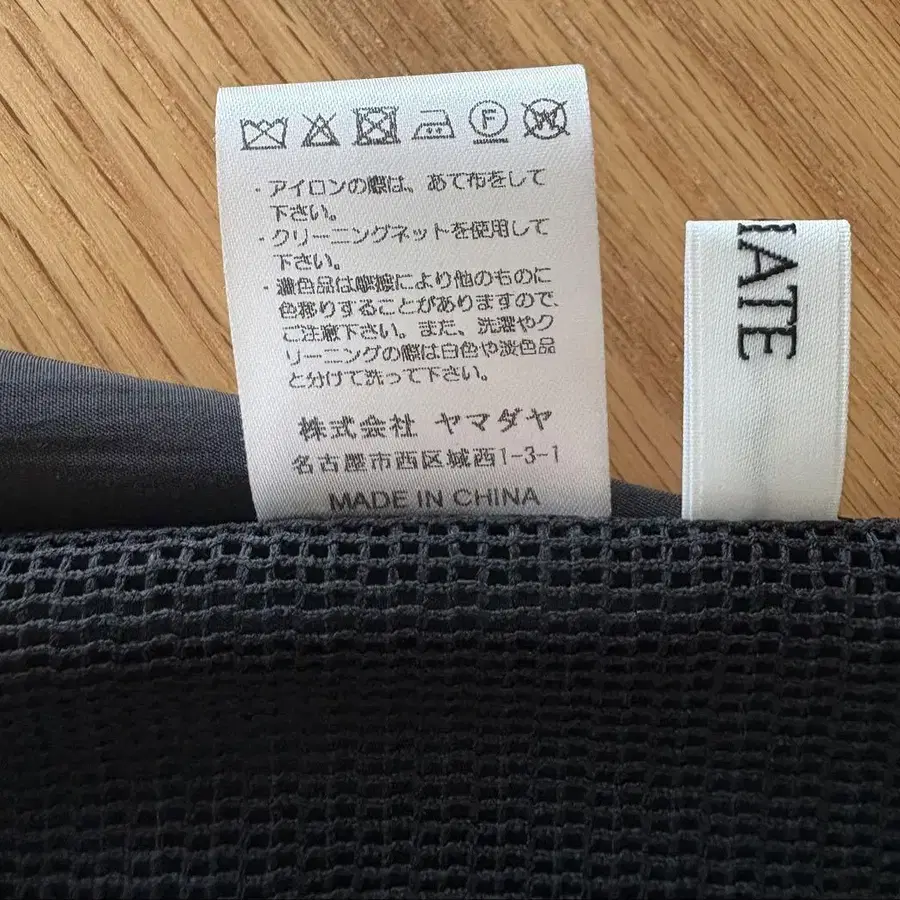 F
W
・アイロンの際は、あて布をして
下さい。
・クリーニングネットを使用して
下さい。
・濃色品は摩擦により他のものに
色移りすることがありますので、
ご注意下さい。また、洗濯やク
リーニングの際は白色や淡色品
と分けて洗って下さい。
株式会社 ヤマダヤ
名古屋市西区城西1-3-1
MADE IN CHINA
IATE